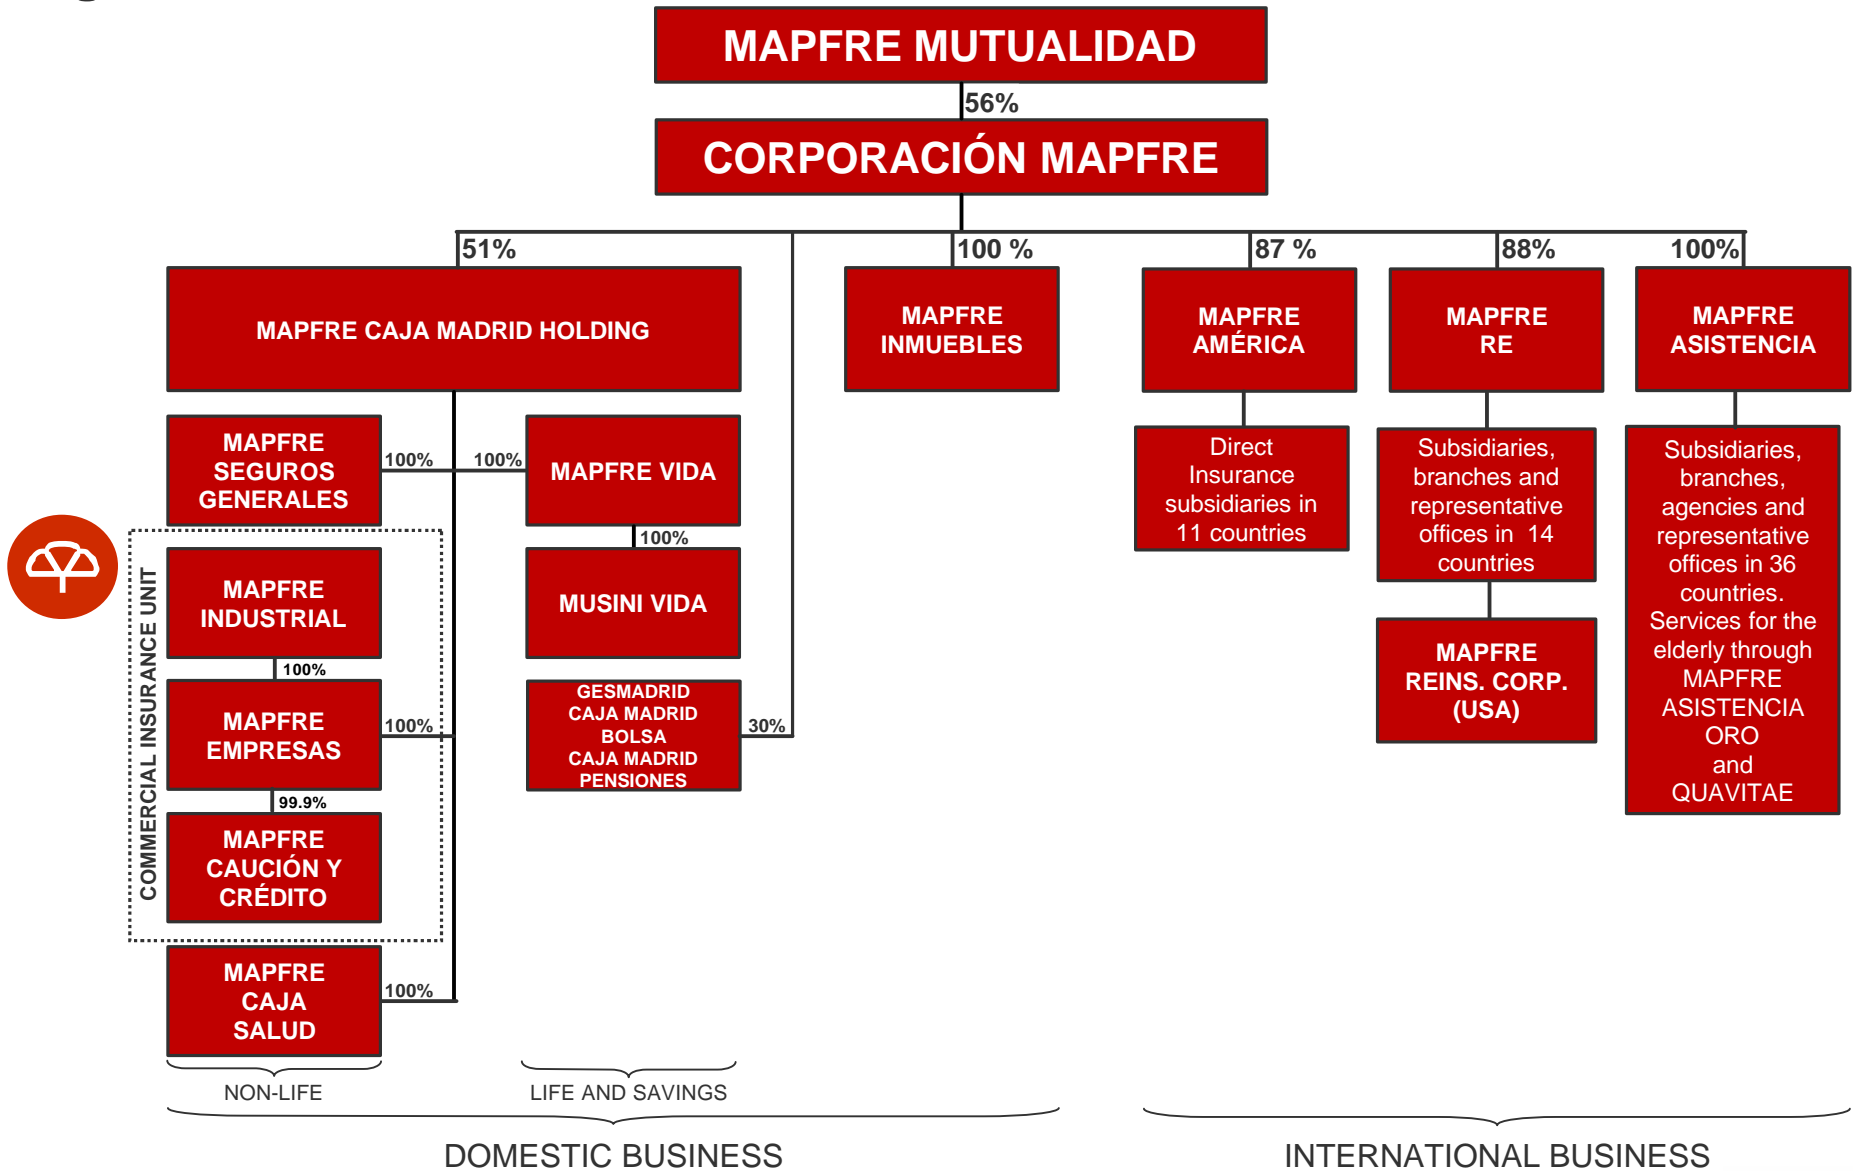 MAPFRE MUTUALIDAD
56%
CORPORACIÓN MAPFRE
51%
100 %
87 %
88%
100%
MAPFRE CAJA MADRID HOLDING
MAPFRE
INMUEBLES
MAPFRE
AMÉRICA
MAPFRE
RE
MAPFRE
ASISTENCIA
MAPFRE
SEGUROS
GENERALES
100%
100%
MAPFRE VIDA
Direct
Insurance
subsidiaries in
11 countries
Subsidiaries,
branches and
representative
offices in 14
countries
Subsidiaries,
branches,
agencies and
representative
offices in 36
countries.
Services for the
elderly through
MAPFRE
ASISTENCIA
ORO
and
QUAVITAE
100%
COMMERCIAL INSURANCE UNIT
MAPFRE
INDUSTRIAL
MUSINI VIDA
100%
MAPFRE
REINS. CORP.
(USA)
MAPFRE
EMPRESAS
100%
GESMADRID
CAJA MADRID
BOLSA
CAJA MADRID
PENSIONES
30%
99.9%
MAPFRE
CAUCIÓN Y
CRÉDITO
MAPFRE
CAJA
SALUD
100%
NON-LIFE
LIFE AND SAVINGS
DOMESTIC BUSINESS
INTERNATIONAL BUSINESS